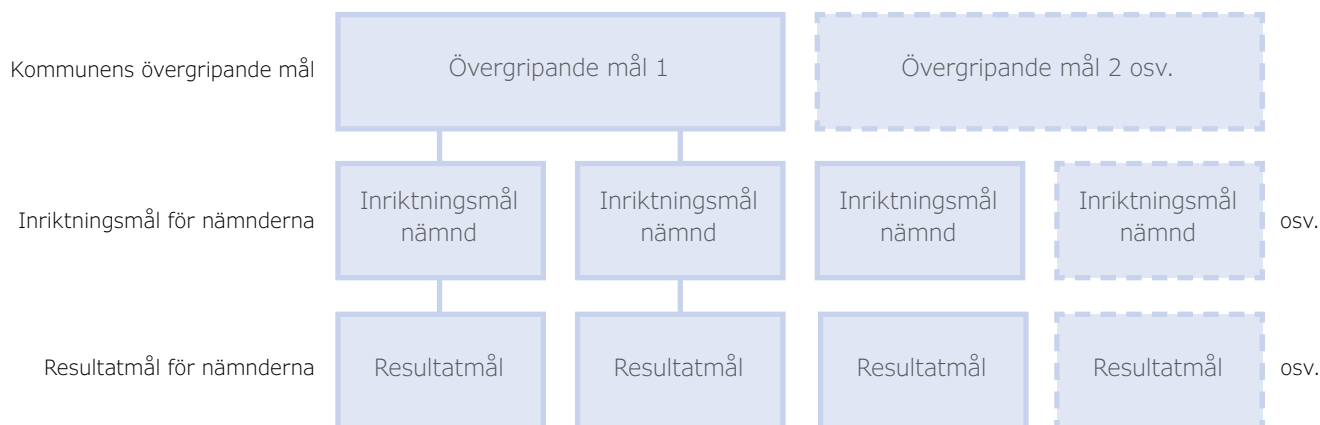 Kommunens övergripande mål
Övergripande mål 1
Övergripande mål 2 osv.
Inriktningsmål för nämnderna
Inriktningsmål
nämnd
Inriktningsmål
nämnd
Inriktningsmål
nämnd
Inriktningsmål
nämnd
osv.
Resultatmål för nämnderna
Resultatmål
Resultatmål
Resultatmål
Resultatmål
osv.